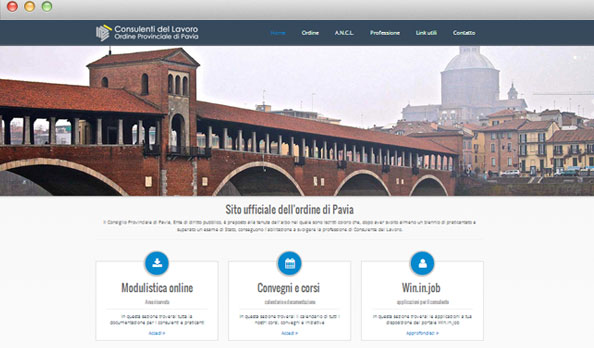 Consulenti del Lavoro
Ordine Provinciale di Pavia
Home Ordine A.N.C.L. Professione Link utili Contatto
Sito ufficiale dell'ordine di Pavia
Il Consiglio Provinciale di Pavia, Ente di diritto pubblico, è preposto alla tenuta dell'albo nel quale sono iscritti coloro che, dopo aver svolto almeno un biennio di praticantato e
superato un esame di Stato, conseguono l'abilitazione a svolgere la professione di Consulente del Lavoro.
Modulistica online
Area riservata
In questa sezione troverai tutta la
documentazione per i consulenti e praticanti
Accedi »
Convegni e corsi
calendario e documentazione
In questa sezione troverai il calendario di tutti i
nostri corsi, convegni e iniziative
Accedi »
Win.in.job
applicazioni per il consulente
In questa sezione troverai le applicazioni a tua
disposizione dal portale Win.in.job
Approfondisci »